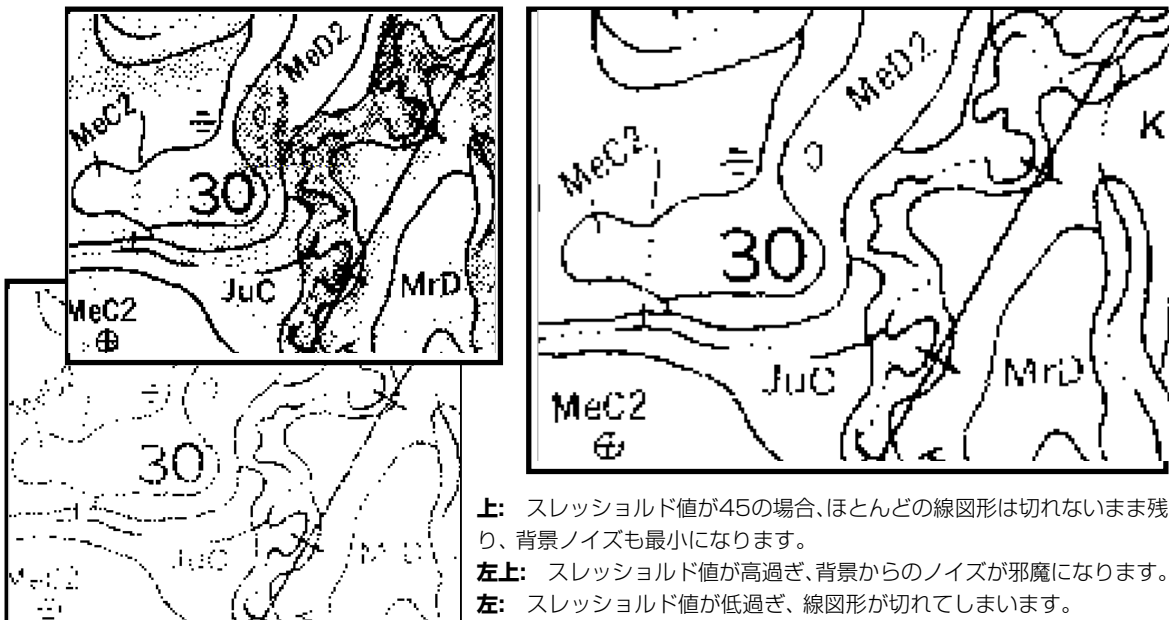 MeD2
MeC2
30
JuC
MrD
MeC2
MeD2
K
MeC2
30
JuC
MrD
MeC2
30
JuC
MrD
MeC2
上: スレッショルド値が45の場合、ほとんどの線図形は切れないまま残
り、背景ノイズも最小になります。
左上: スレッショルド値が高過ぎ、背景からのノイズが邪魔になります。
左: スレッショルド値が低過ぎ、線図形が切れてしまいます。